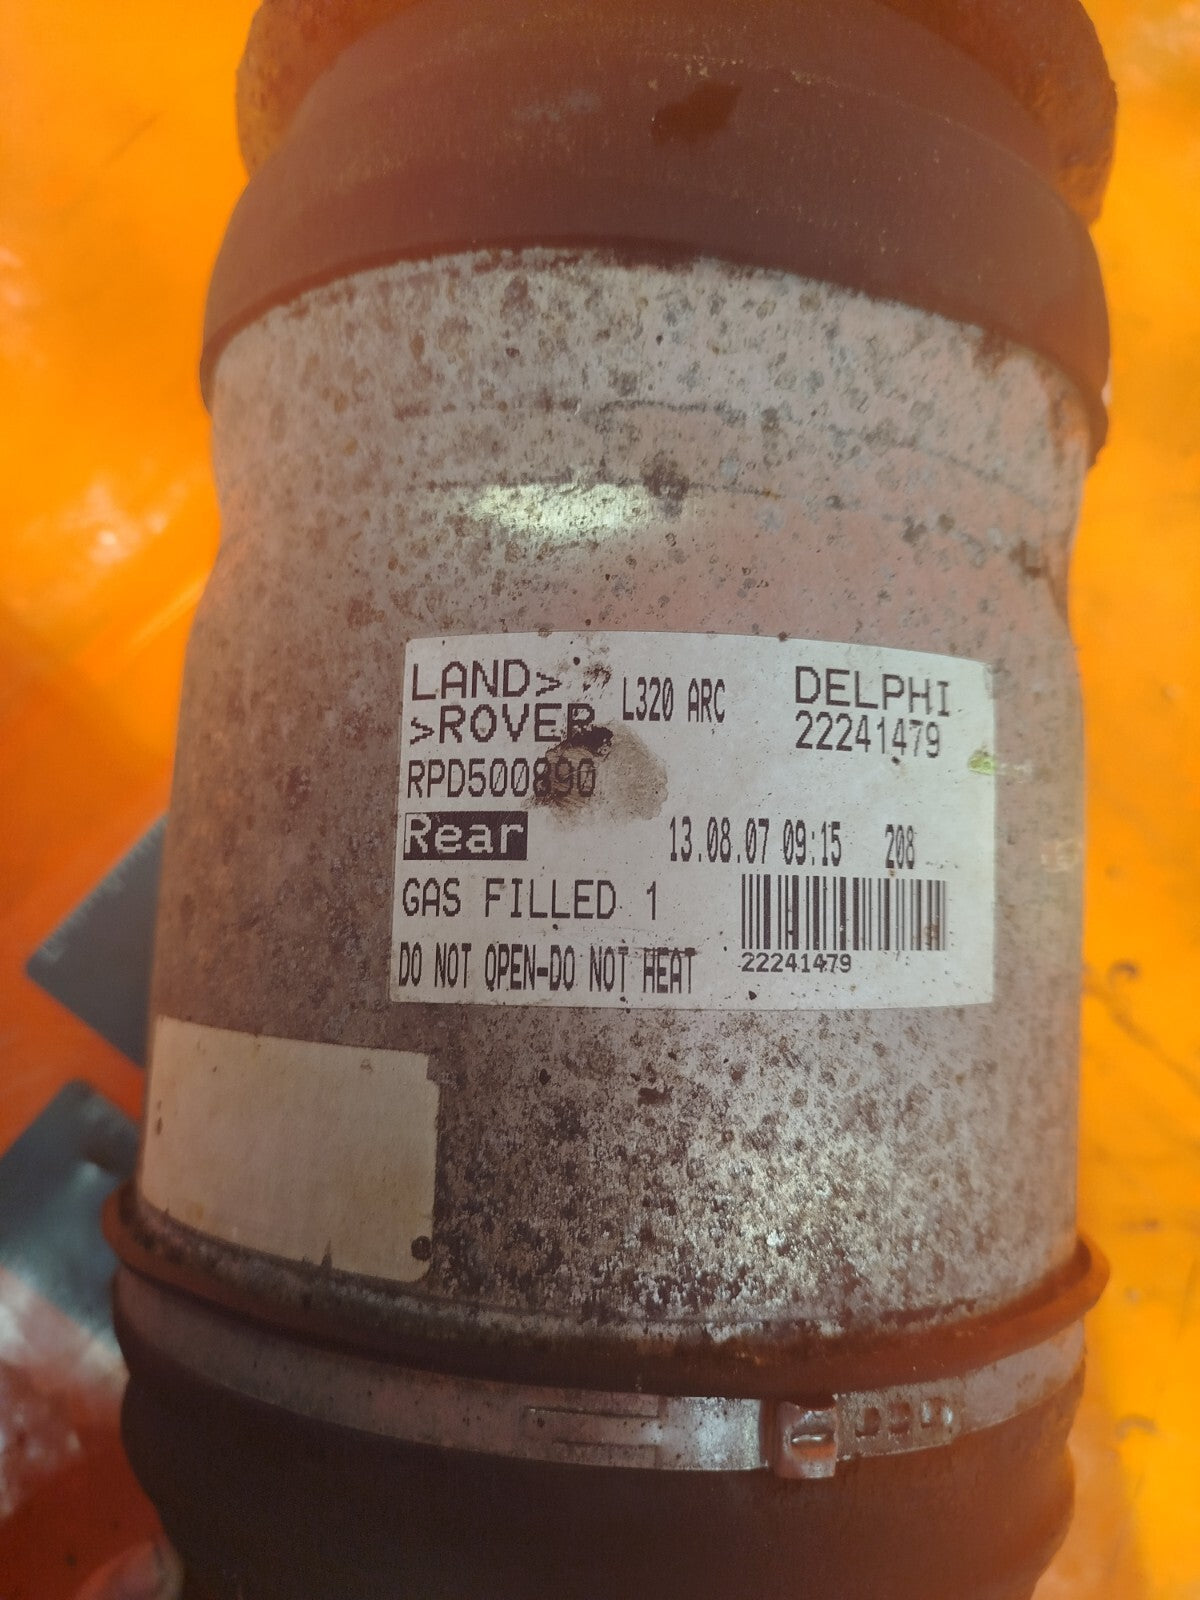 LAND>
>ROVER
L320 ARC
DELPHI
22241479
RPD500890
Rear
13.08.07 09:15 208
GAS FILLED 1
DO NOT OPEN-DO NOT HEAT
22241479